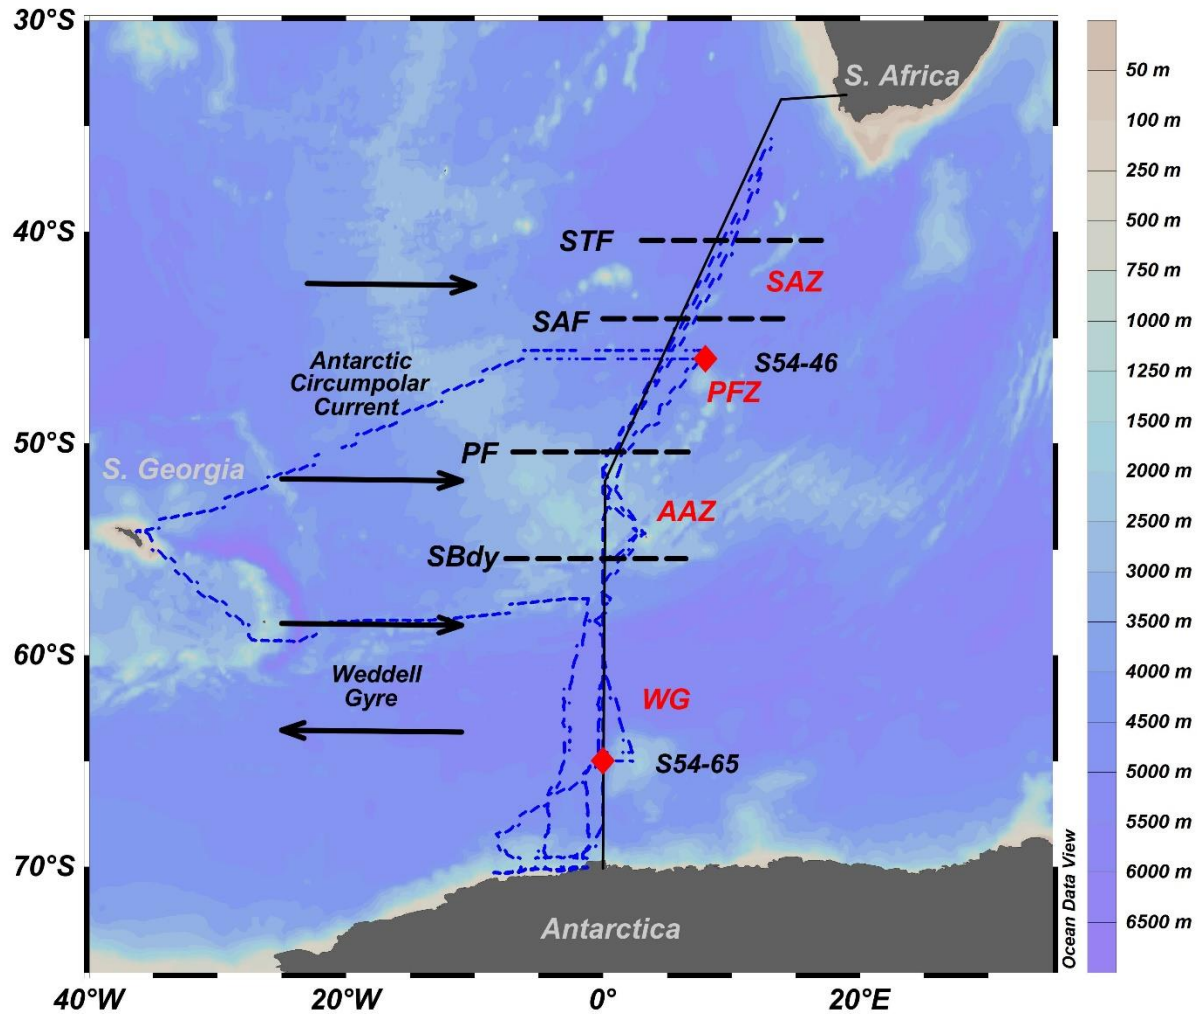 30°S
40°S
50°S
60°S
70°S
40°W
20°W
0°
20°E
S. Africa
STF
SAZ
SAF
S54-46
Antarctic
Circumpolar
Current
PFZ
PF
S. Georgia
AAZ
SBdy
Weddell
Gyre
WG
S54-65
Antarctica
Ocean Data View
50 m
100 m
250 m
500 m
750 m
1000 m
1500 m
2000 m
2500 m
3000 m
3500 m
4000 m
4500 m
5000 m
5500 m
6000 m
6500 m